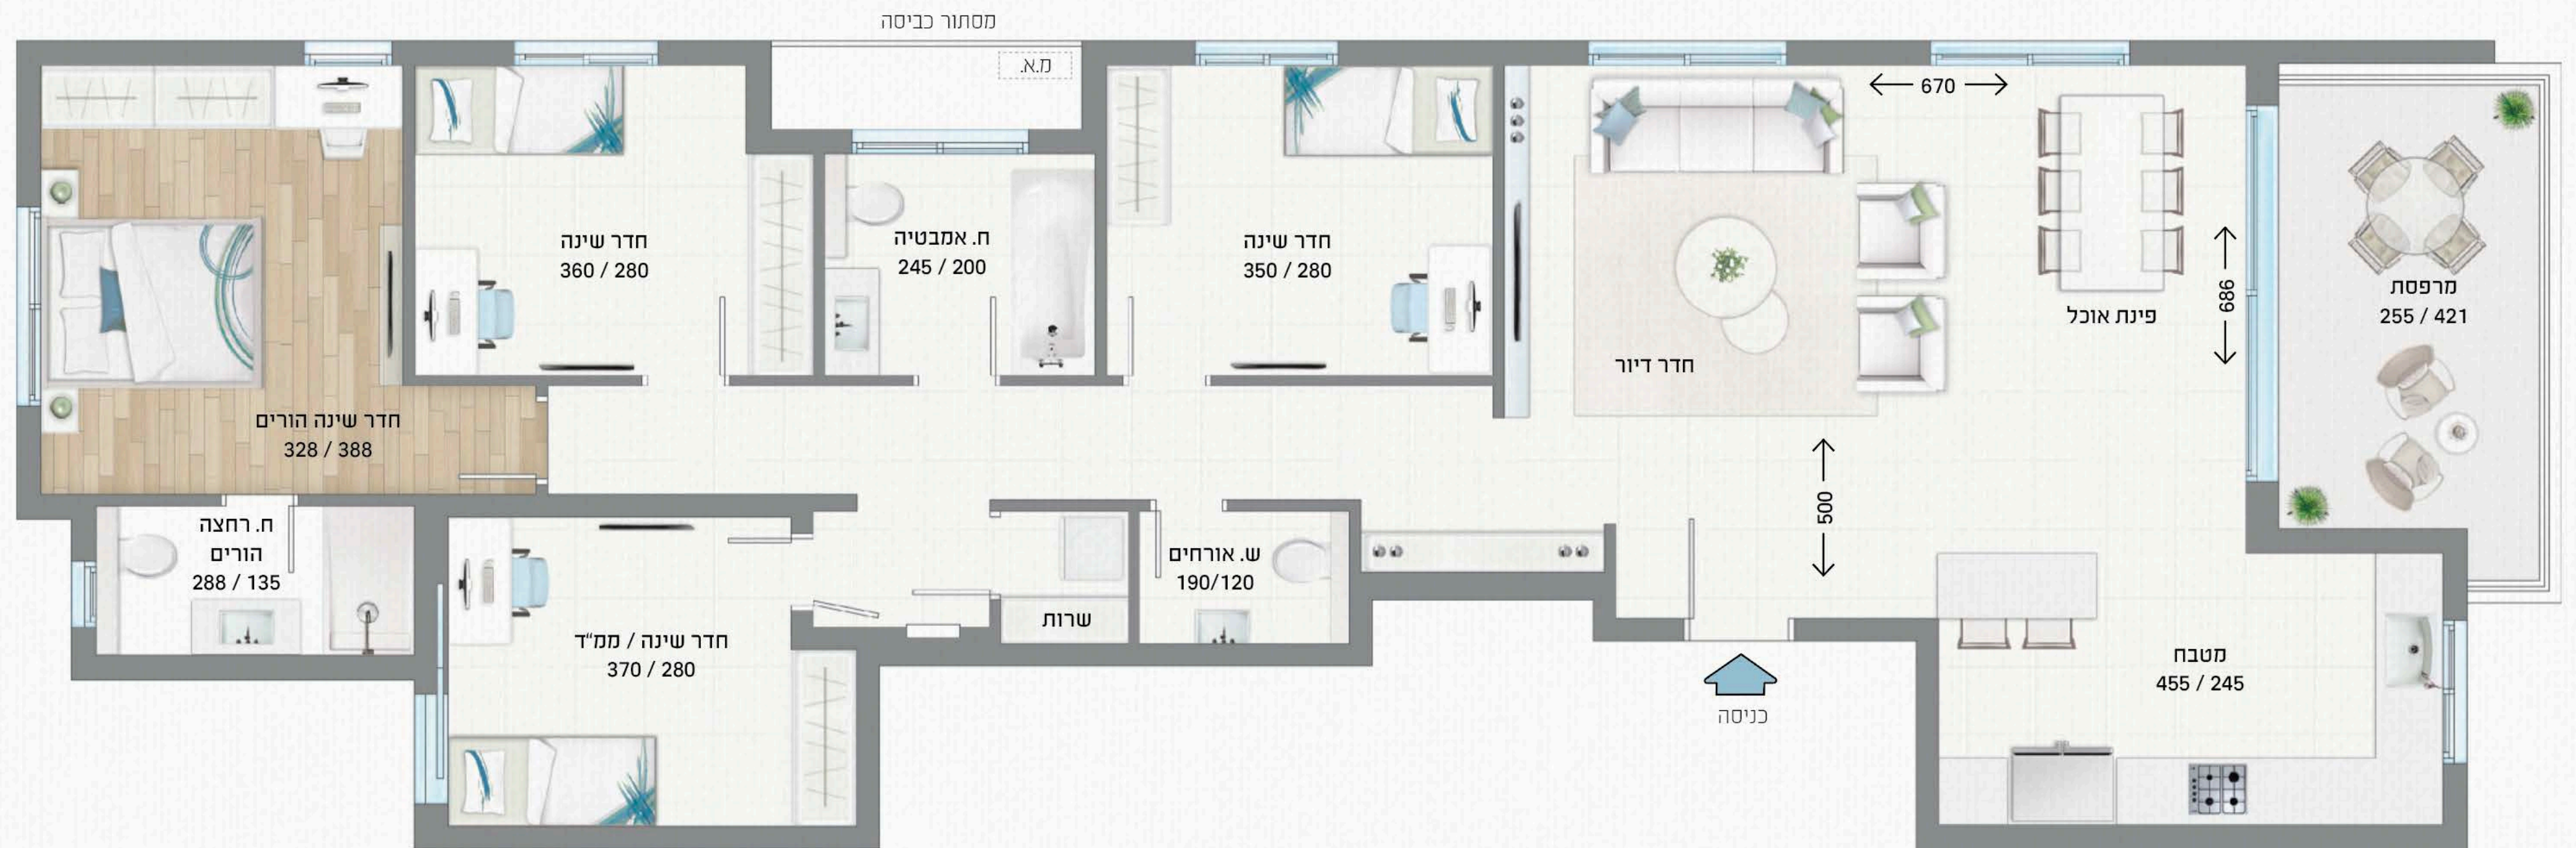 מסתור כביסה
מ.א.
670
חדר שינה
360 / 280
ח. אמבטיה
245 / 200
חדר שינה
350 / 280
686
מרפסת
255 / 421
פינת אוכל
חדר דיור
חדר שינה הורים
328 / 388
500
ח. רחצה
הורים
288 / 135
ש. אורחים
190/120
שרות
חדר שינה / ממ״ד
370 / 280
מטבח
455 / 245
כניסה